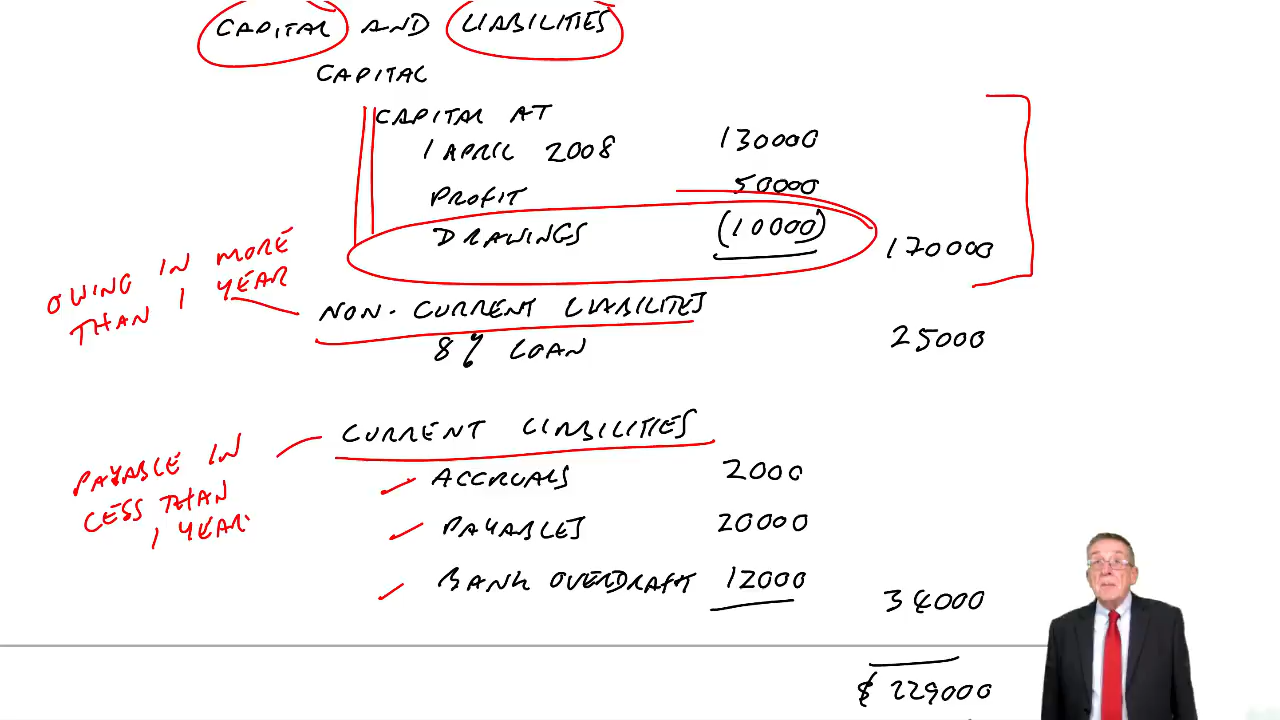 CAPITAL AND LIABILITIES
CAPITAL
CAPITAL AT
1 APRIL 2008 130000
PROFIT 50000
DRAWINGS (10000) 170000
OWING IN MORE
THAN 1 YEAR
NON-CURRENT LIABILITES
8% LOAN 25000
CURRENT LIABILITIES
PAYABLE IN
LESS THAN
1 YEAR
ACCRUALS 2000
PAYABLES 20000
BANK OVERDRAFT 12000 34000
$ 229000